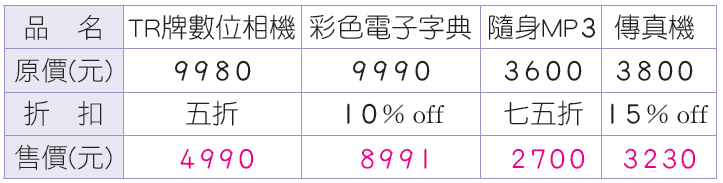 品 名 TR牌數位相機 彩色電子字典 隨身MP3 傳真機
原價(元) 9980 9990 3600 3800
折 扣 五折 10% off 七五折 15% off
售價(元) 4990 8991 2700 3230